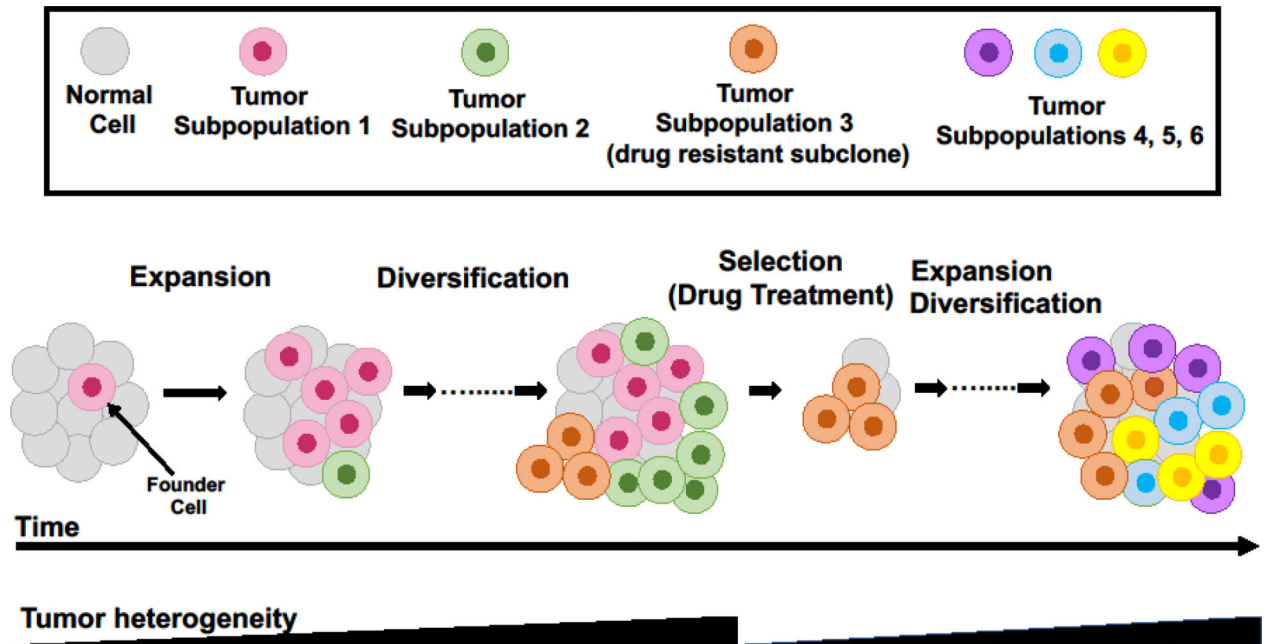 Normal
Cell
Tumor
Subpopulation 1
Tumor
Subpopulation 2
Tumor
Subpopulation 3
(drug resistant subclone)
Tumor
Subpopulations 4, 5, 6
Expansion
Diversification
Selection
(Drug Treatment)
Expansion
Diversification
Founder
Cell
Time
Tumor heterogeneity